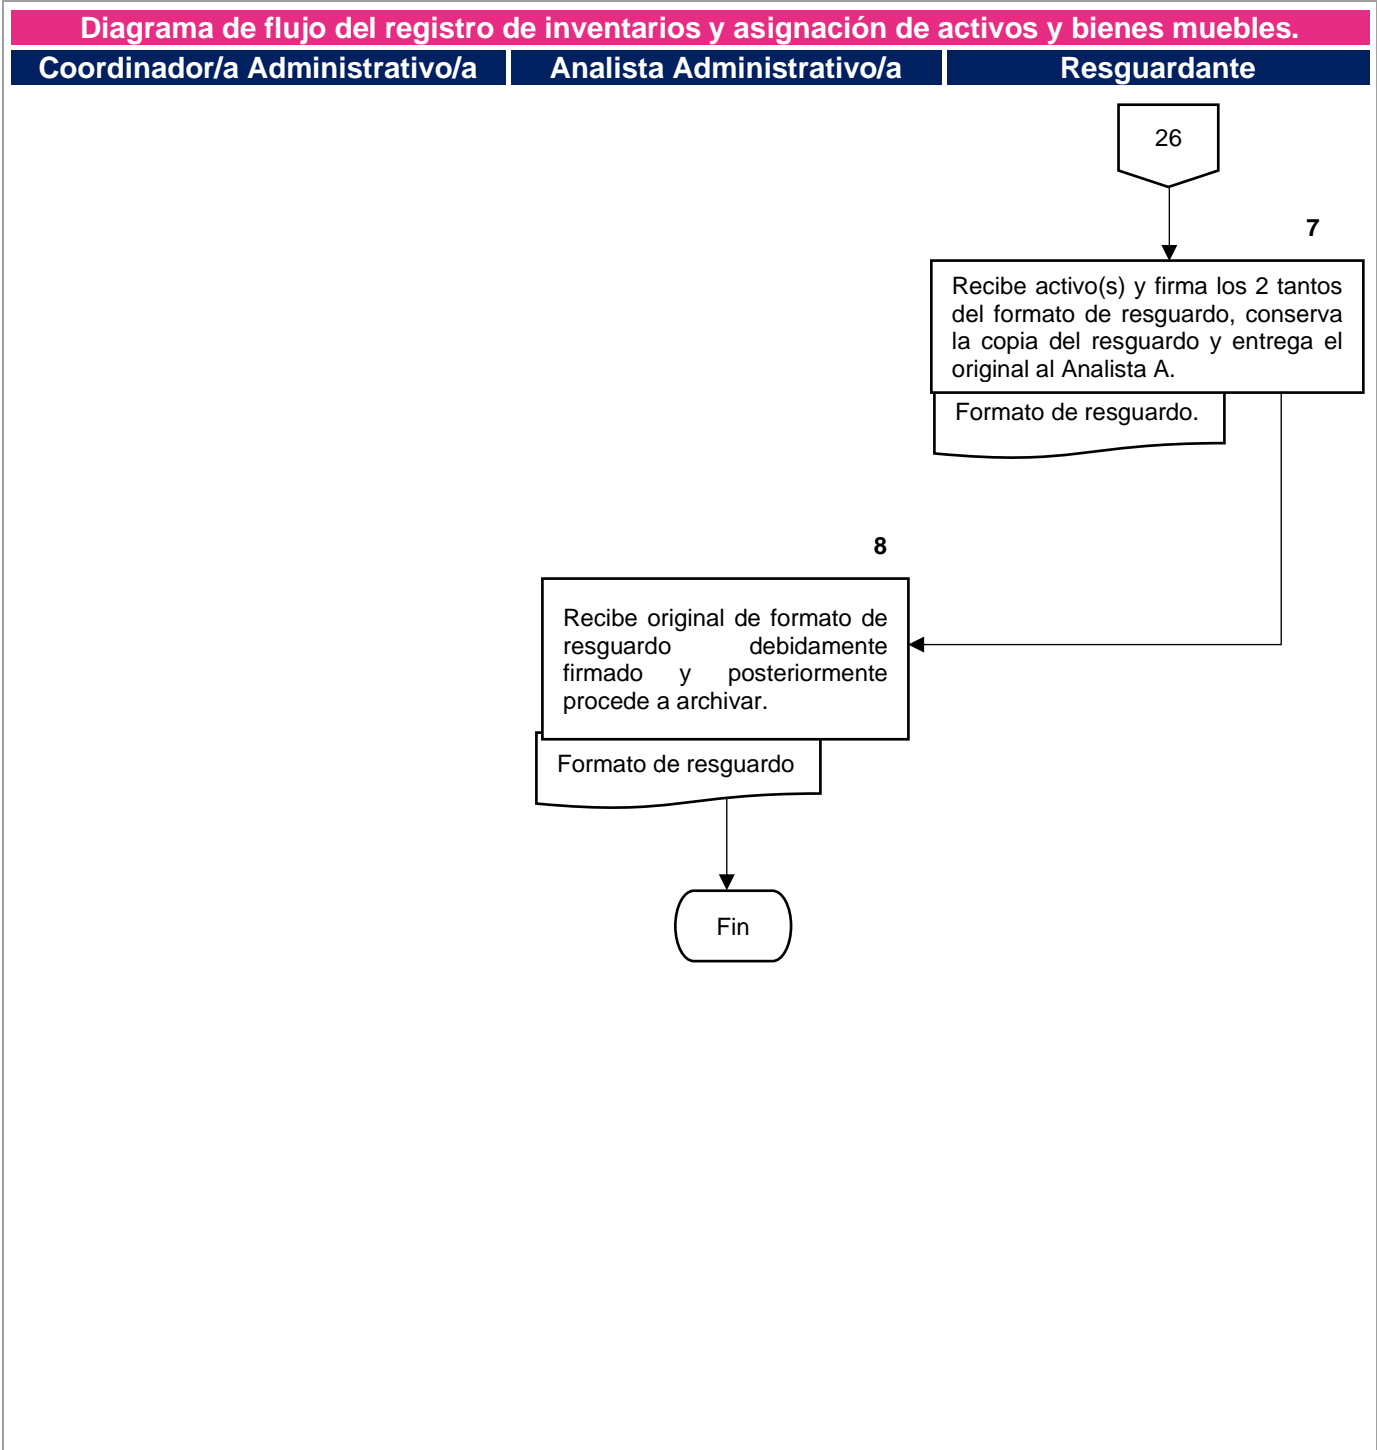 Diagrama de flujo del registro de inventarios y asignación de activos y bienes muebles.
Coordinador/a Administrativo/a
Analista Administrativo/a
Resguardante
26
7
Recibe activo(s) y firma los 2 tantos
del formato de resguardo, conserva
la copia del resguardo y entrega el
original al Analista A.
Formato de resguardo.
8
Recibe original de formato de
resguardo debidamente
firmado y posteriormente
procede a archivar.
Formato de resguardo
Fin